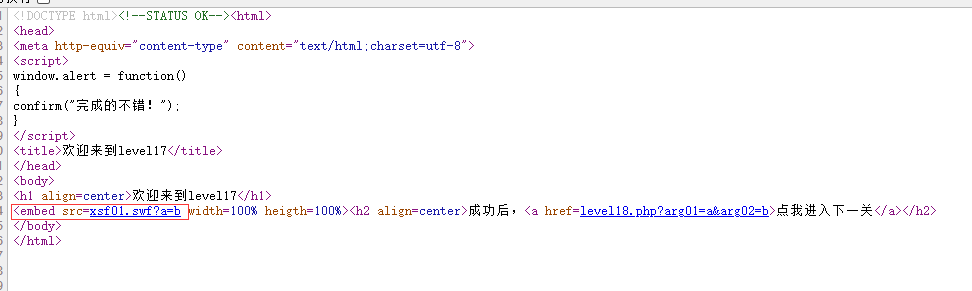 <!DOCTYPE html><!--STATUS OK--><html>
<head>
<meta http-equiv="content-type" content="text/html;charset=utf-8">
<script>
window.alert = function()
{
confirm("完成的不错！");
}
</script>
<title>欢迎来到level17</title>
</head>
<body>
<h1 align=center>欢迎来到level17</h1>
<embed src=xsf01.swf?a=b width=100% heigth=100%><h2 align=center>成功后，<a href=level18.php?arg01=a&arg02=b>点我进入下一关</a></h2>
</body>
</html>